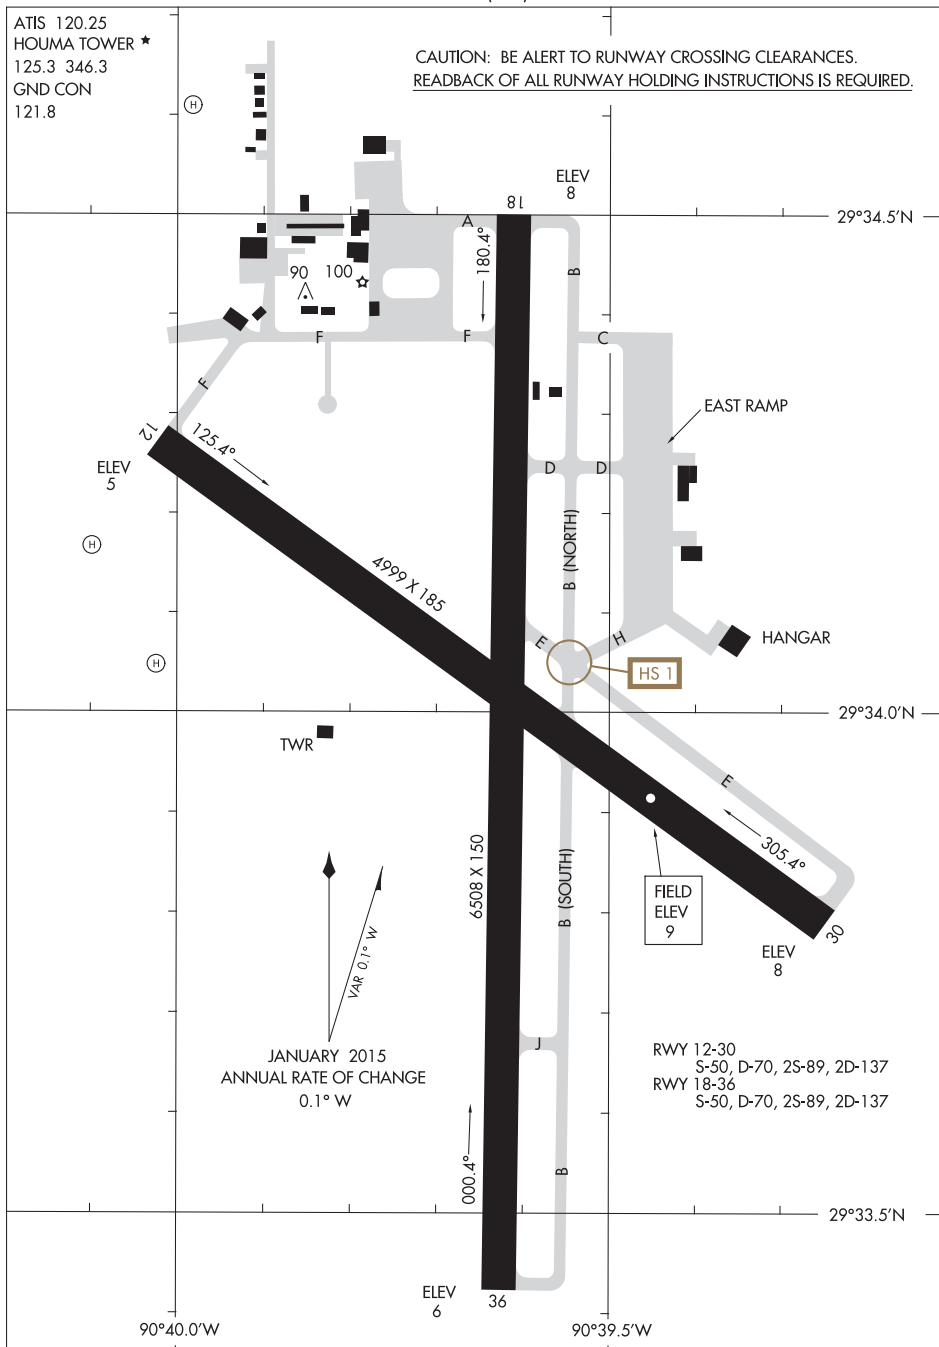 ATIS 120.25
HOUMA TOWER ★
125.3 346.3
GND CON
121.8
CAUTION: BE ALERT TO RUNWAY CROSSING CLEARANCES.
READBACK OF ALL RUNWAY HOLDING INSTRUCTIONS IS REQUIRED.
H
ELEV
8
18
29°34.5'N
A
180.4°
B
90
100
F
F
C
F
EAST RAMP
12
125.4°
ELEV
5
D
D
H
4999 X 185
B (NORTH)
E
H
HANGAR
H
HS 1
29°34.0'N
TWR
E
305.4°
6508 X 150
B (SOUTH)
FIELD
ELEV
9
30
ELEV
8
VAR 0.1° W
JANUARY 2015
ANNUAL RATE OF CHANGE
0.1° W
J
RWY 12-30
S-50, D-70, 2S-89, 2D-137
RWY 18-36
S-50, D-70, 2S-89, 2D-137
000.4°
B
29°33.5'N
ELEV
6
36
90°40.0'W
90°39.5'W